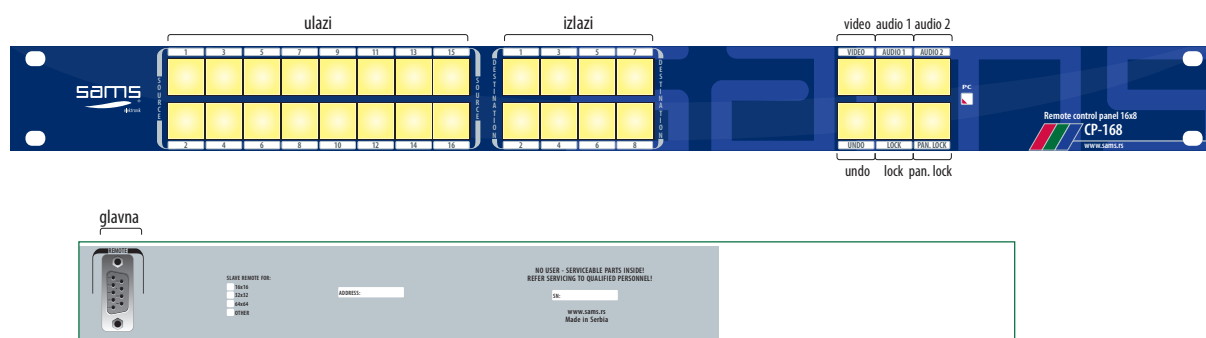 ulazi izlazi video audio 1 audio 2
1 3 5 7 9 11 13 15 1 3 5 7 VIDEO AUDIO 1 AUDIO 2
SOURCE SOURCE DESTINATION DESTINATION
sams
PC
Remote control panel 16x8
CP-168
www.sams.rs
2 4 6 8 10 12 14 16 2 4 6 8 UNDO LOCK PAN. LOCK
undo lock pan. lock
glavna
REMOTE
SLAVE REMOTE FOR:
16x16
32x32
64x64
OTHER
ADDRESS:
NO USER - SERVICEABLE PARTS INSIDE!
REFER SERVICING TO QUALIFIED PERSONNEL!
SN:
www.sams.rs
Made in Serbia